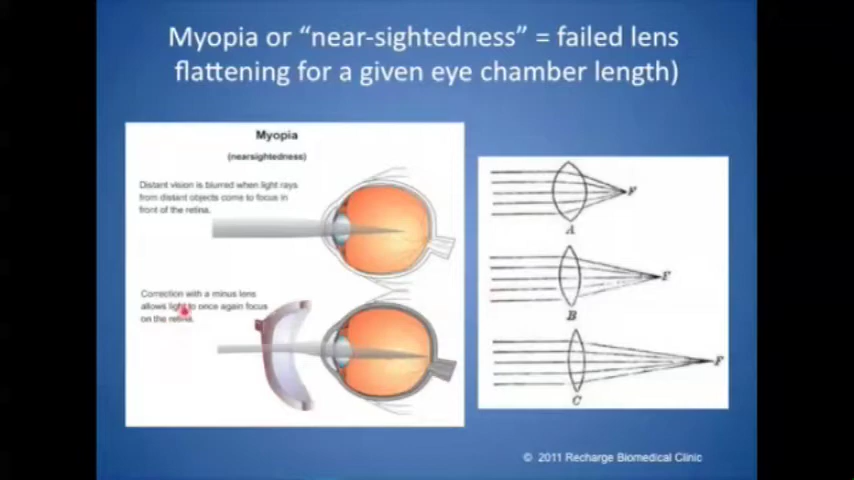 Myopia or “near-sightedness” = failed lens
flattening for a given eye chamber length)
Myopia
(nearsightedness)
Distant vision is blurred when light rays
from distant objects come to focus in
front of the retina.
Correction with a minus lens
allows light to once again focus
on the retina.
F
A
F
B
F
C
© 2011 Recharge Biomedical Clinic